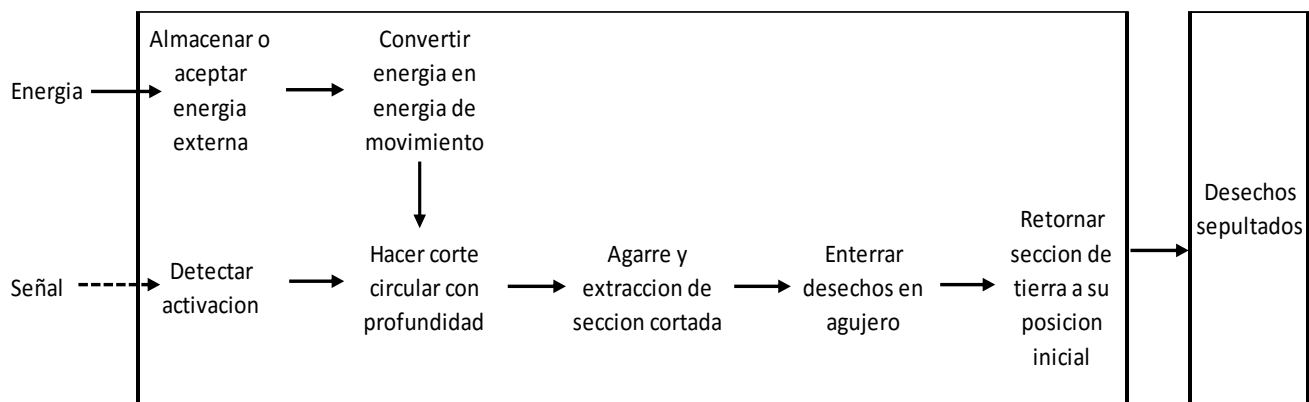 Energia
Almacenar o
aceptar
energia
externa
Convertir
energia en
energia de
movimiento
Señal
Detectar
activacion
Hacer corte
circular con
profundidad
Agarre y
extraccion de
seccion cortada
Enterrar
desechos en
agujero
Retornar
seccion de
tierra a su
posicion
inicial
Desechos
sepultados